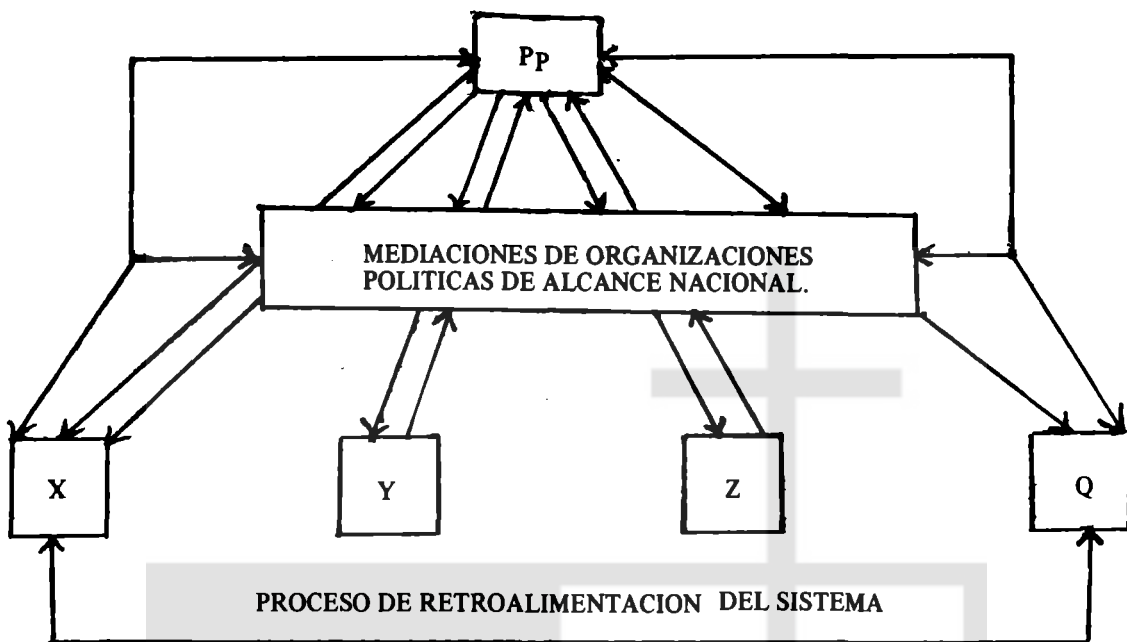 PP
MEDIACIONES DE ORGANIZACIONES
POLITICAS DE ALCANCE NACIONAL.
X
Y
Z
Q
PROCESO DE RETROALIMENTACION DEL SISTEMA